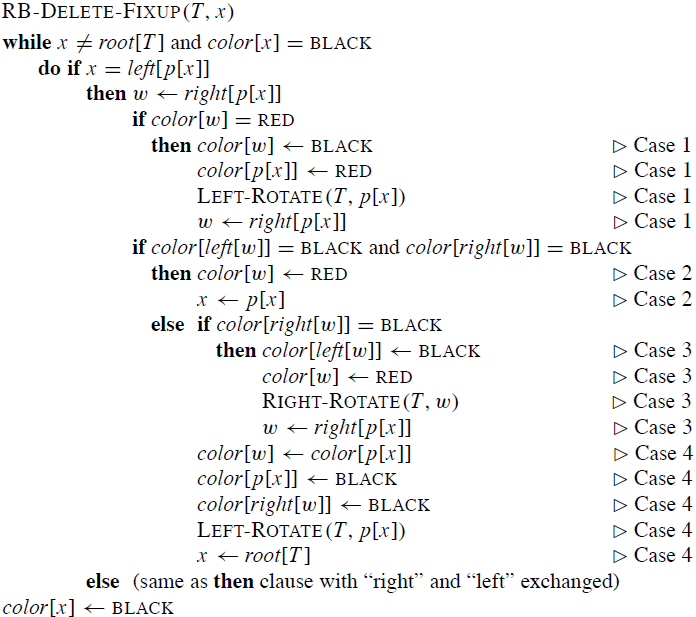 RB-DELETE-FIXUP(T, x)
while x ≠ root[T] and color[x] = BLACK
do if x = left[p[x]]
then w ← right[p[x]]
if color[w] = RED
then color[w] ← BLACK ▷ Case 1
color[p[x]] ← RED ▷ Case 1
LEFT-ROTATE(T, p[x]) ▷ Case 1
w ← right[p[x]] ▷ Case 1
if color[left[w]] = BLACK and color[right[w]] = BLACK
then color[w] ← RED ▷ Case 2
x ← p[x] ▷ Case 2
else if color[right[w]] = BLACK
then color[left[w]] ← BLACK ▷ Case 3
color[w] ← RED ▷ Case 3
RIGHT-ROTATE(T, w) ▷ Case 3
w ← right[p[x]] ▷ Case 3
color[w] ← color[p[x]] ▷ Case 4
color[p[x]] ← BLACK ▷ Case 4
color[right[w]] ← BLACK ▷ Case 4
LEFT-ROTATE(T, p[x]) ▷ Case 4
x ← root[T] ▷ Case 4
else (same as then clause with “right” and “left” exchanged)
color[x] ← BLACK